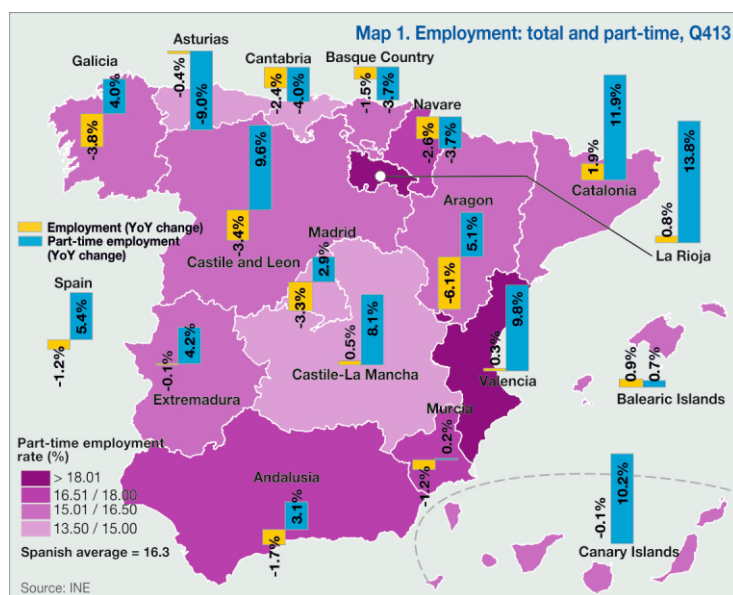 Map 1. Employment: total and part-time, Q413
Asturias
-0.4%
-9.0%
Cantabria
-2.4%
-4.0%
Basque Country
-1.5%
-3.7%
Galicia
-3.8%
4.0%
Navare
-2.6%
-3.7%
11.9%
1.9%
Catalonia
13.8%
0.8%
La Rioja
9.6%
-3.4%
Castile and Leon
Aragon
5.1%
-6.1%
Employment (YoY change)
Part-time employment
(YoY change)
Madrid
2.9%
-3.3%
Spain
5.4%
-1.2%
4.2%
-0.1%
Extremadura
0.5%
8.1%
Castile-La Mancha
0.3%
9.8%
Valencia
0.9%
0.7%
Balearic Islands
Murcia
0.2%
-1.2%
Part-time employment
rate (%)
> 18.01
16.51 / 18.00
15.01 / 16.50
13.50 / 15.00
Spanish average = 16.3
Andalusia
3.1%
-1.7%
-0.1%
10.2%
Canary Islands
Source: INE